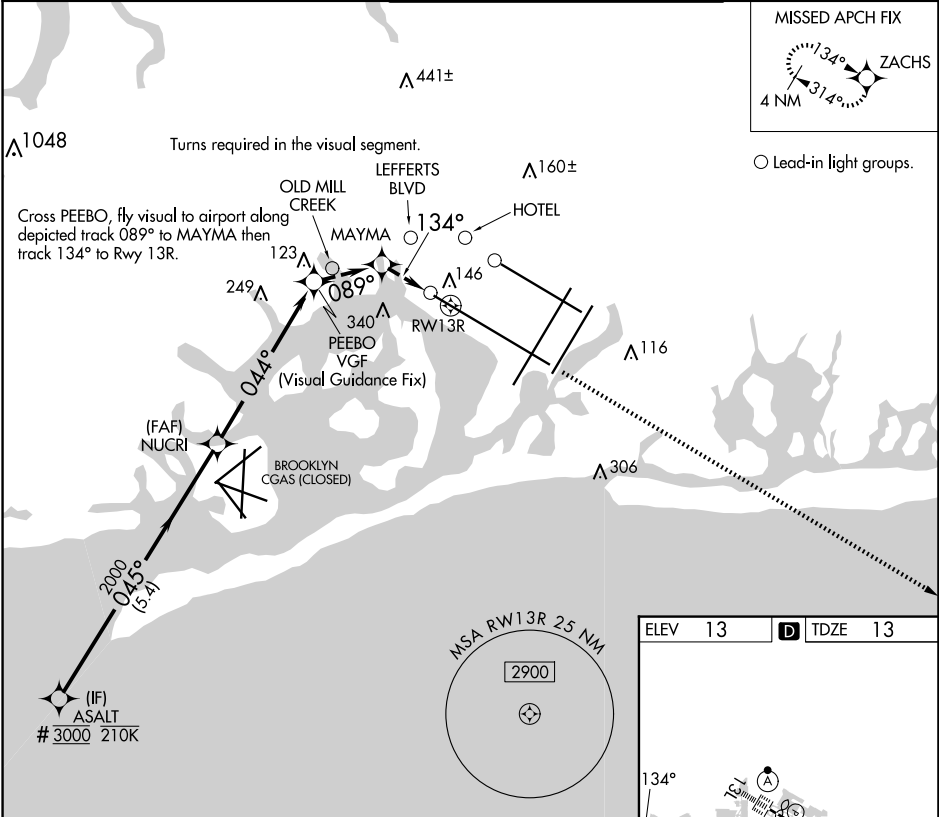 MISSED APCH FIX
134°
ZACHS
4 NM
314°
441±
1048
Turns required in the visual segment.
160±
Lead-in light groups.
LEFFERTS
BLVD
OLD MILL
CREEK
HOTEL
Cross PEEBO, fly visual to airport along
depicted track 089° to MAYMA then
track 134° to Rwy 13R.
MAYMA
134°
123
146
249
089°
340
RW13R
PEEBO
VGF
(Visual Guidance Fix)
116
044°
(FAF)
NUCRI
BROOKLYN
CGAS (CLOSED)
306
2000
045°
(5.4)
MSA RW13R 25 NM
2900
(IF)
ASALT
# 3000 210K
ELEV 13 D TDZE 13
134°
A
13L
P